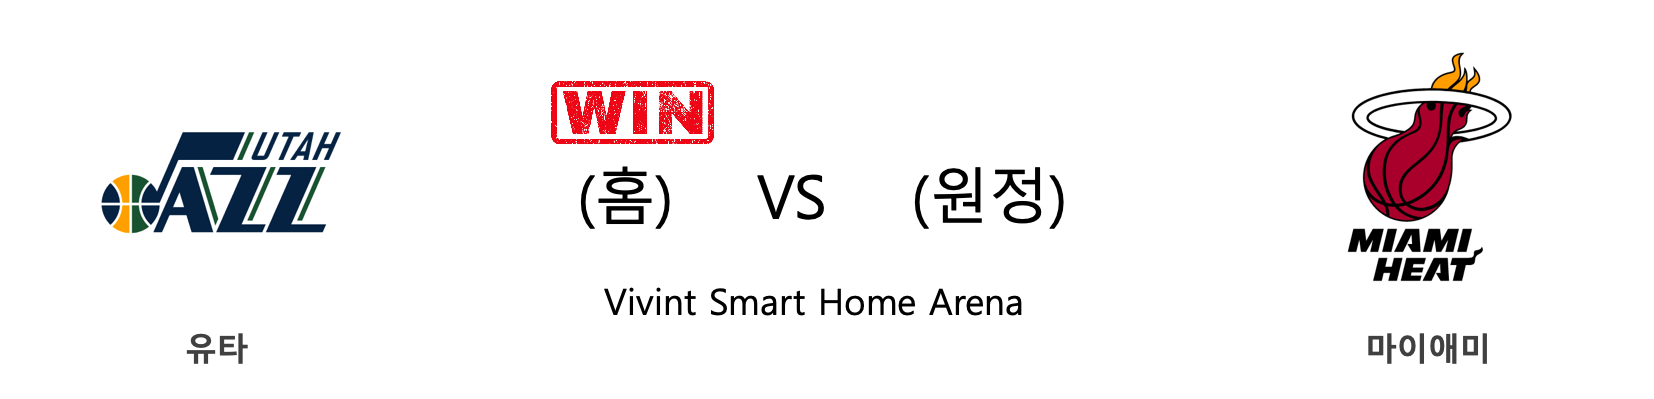 WIN
UTAH
JAZZ
(홈) VS (원정)
MIAMI
HEAT
Vivint Smart Home Arena
유타
마이애미